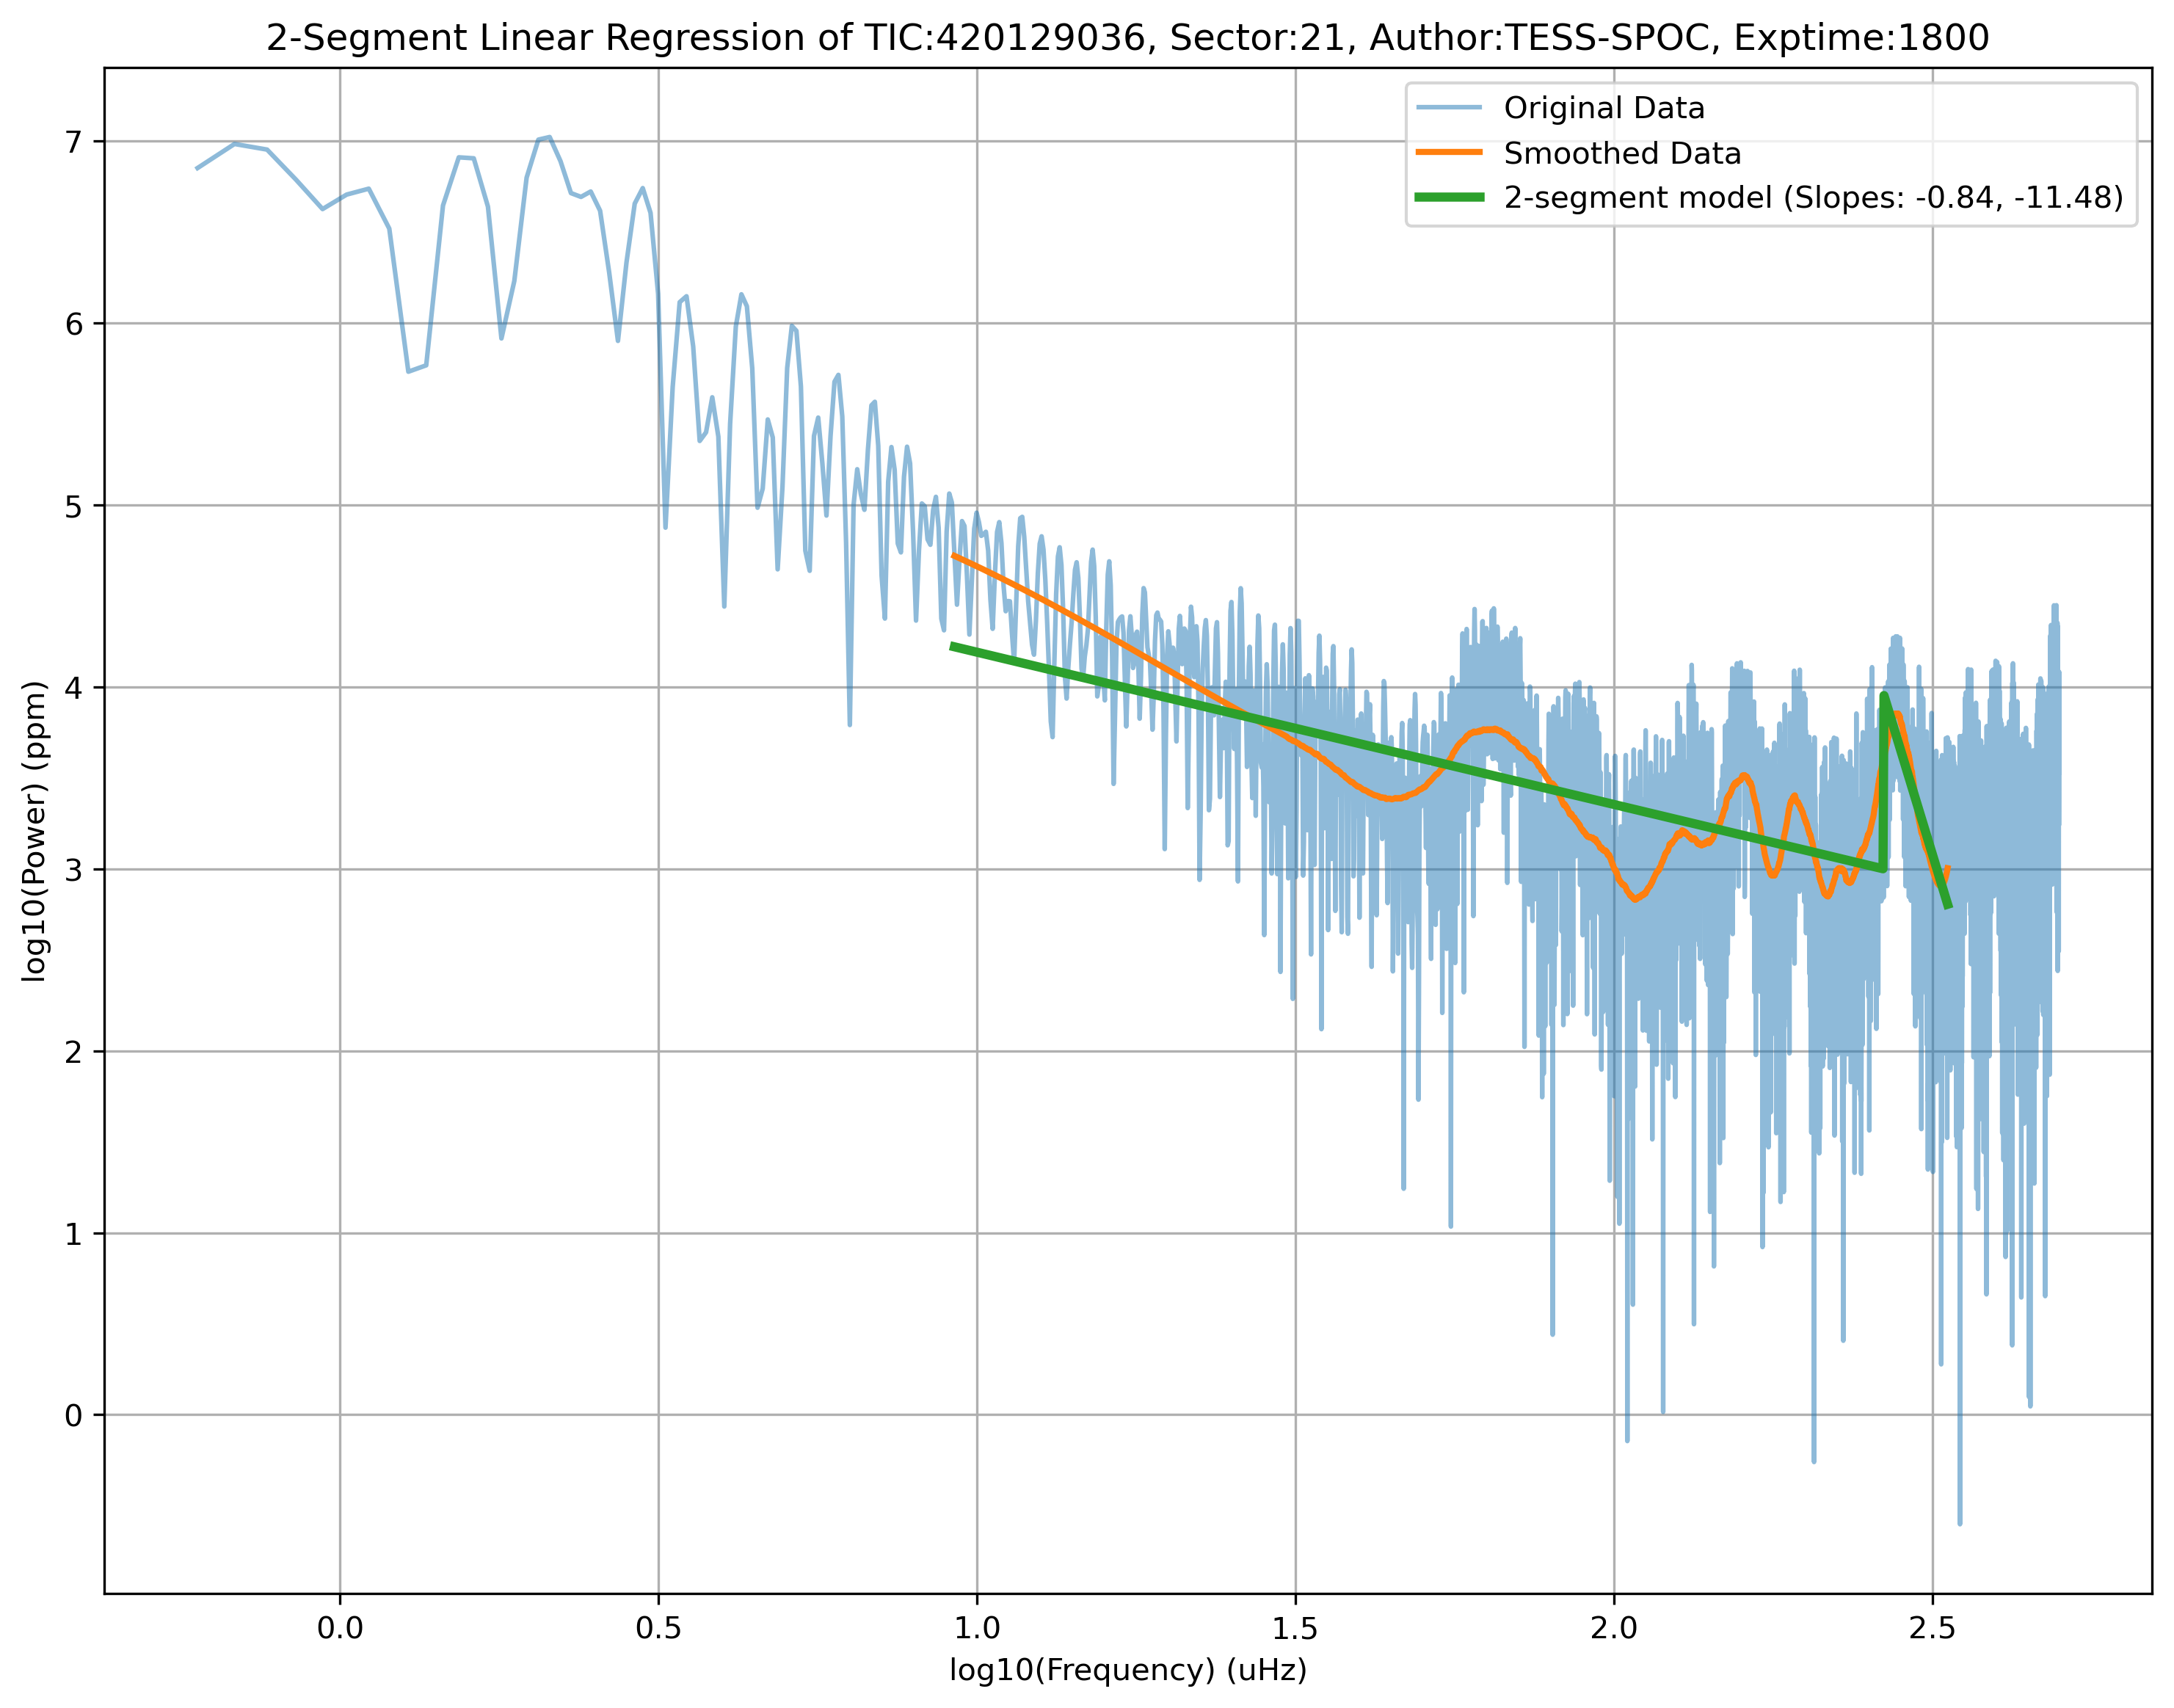 2-Segment Linear Regression of TIC:420129036, Sector:21, Author:TESS-SPOC, Exptime:1800
Original Data
Smoothed Data
2-segment model (Slopes: -0.84, -11.48)
7
6
5
4
3
2
1
0
log10(Power) (ppm)
0.0 0.5 1.0 1.5 2.0 2.5
log10(Frequency) (uHz)